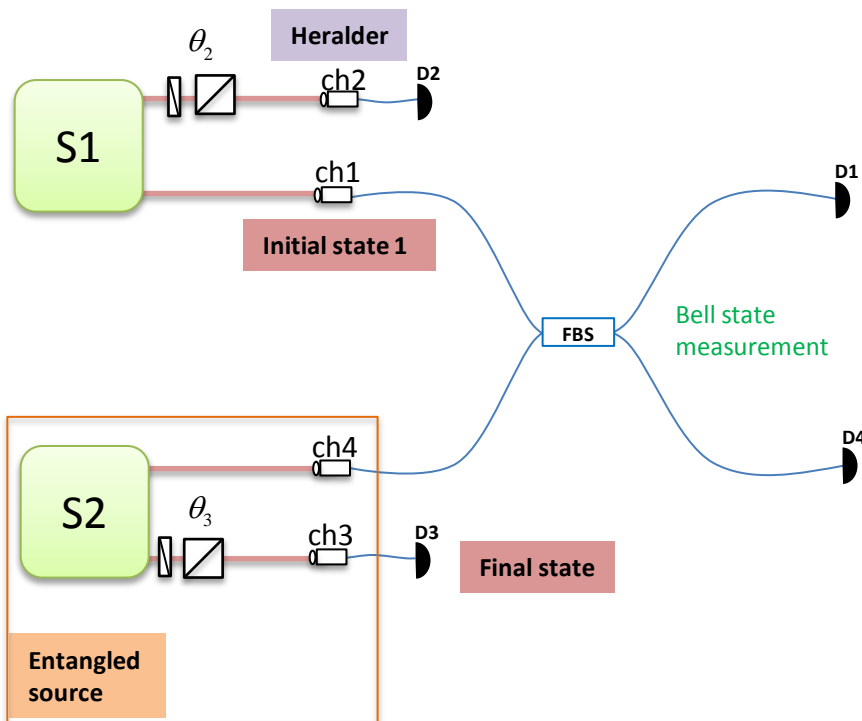 θ₂
Heralder
ch2
D2
S1
ch1
D1
Initial state 1
FBS
Bell state
measurement
ch4
D4
S2
θ₃
ch3
D3
Final state
Entangled
source